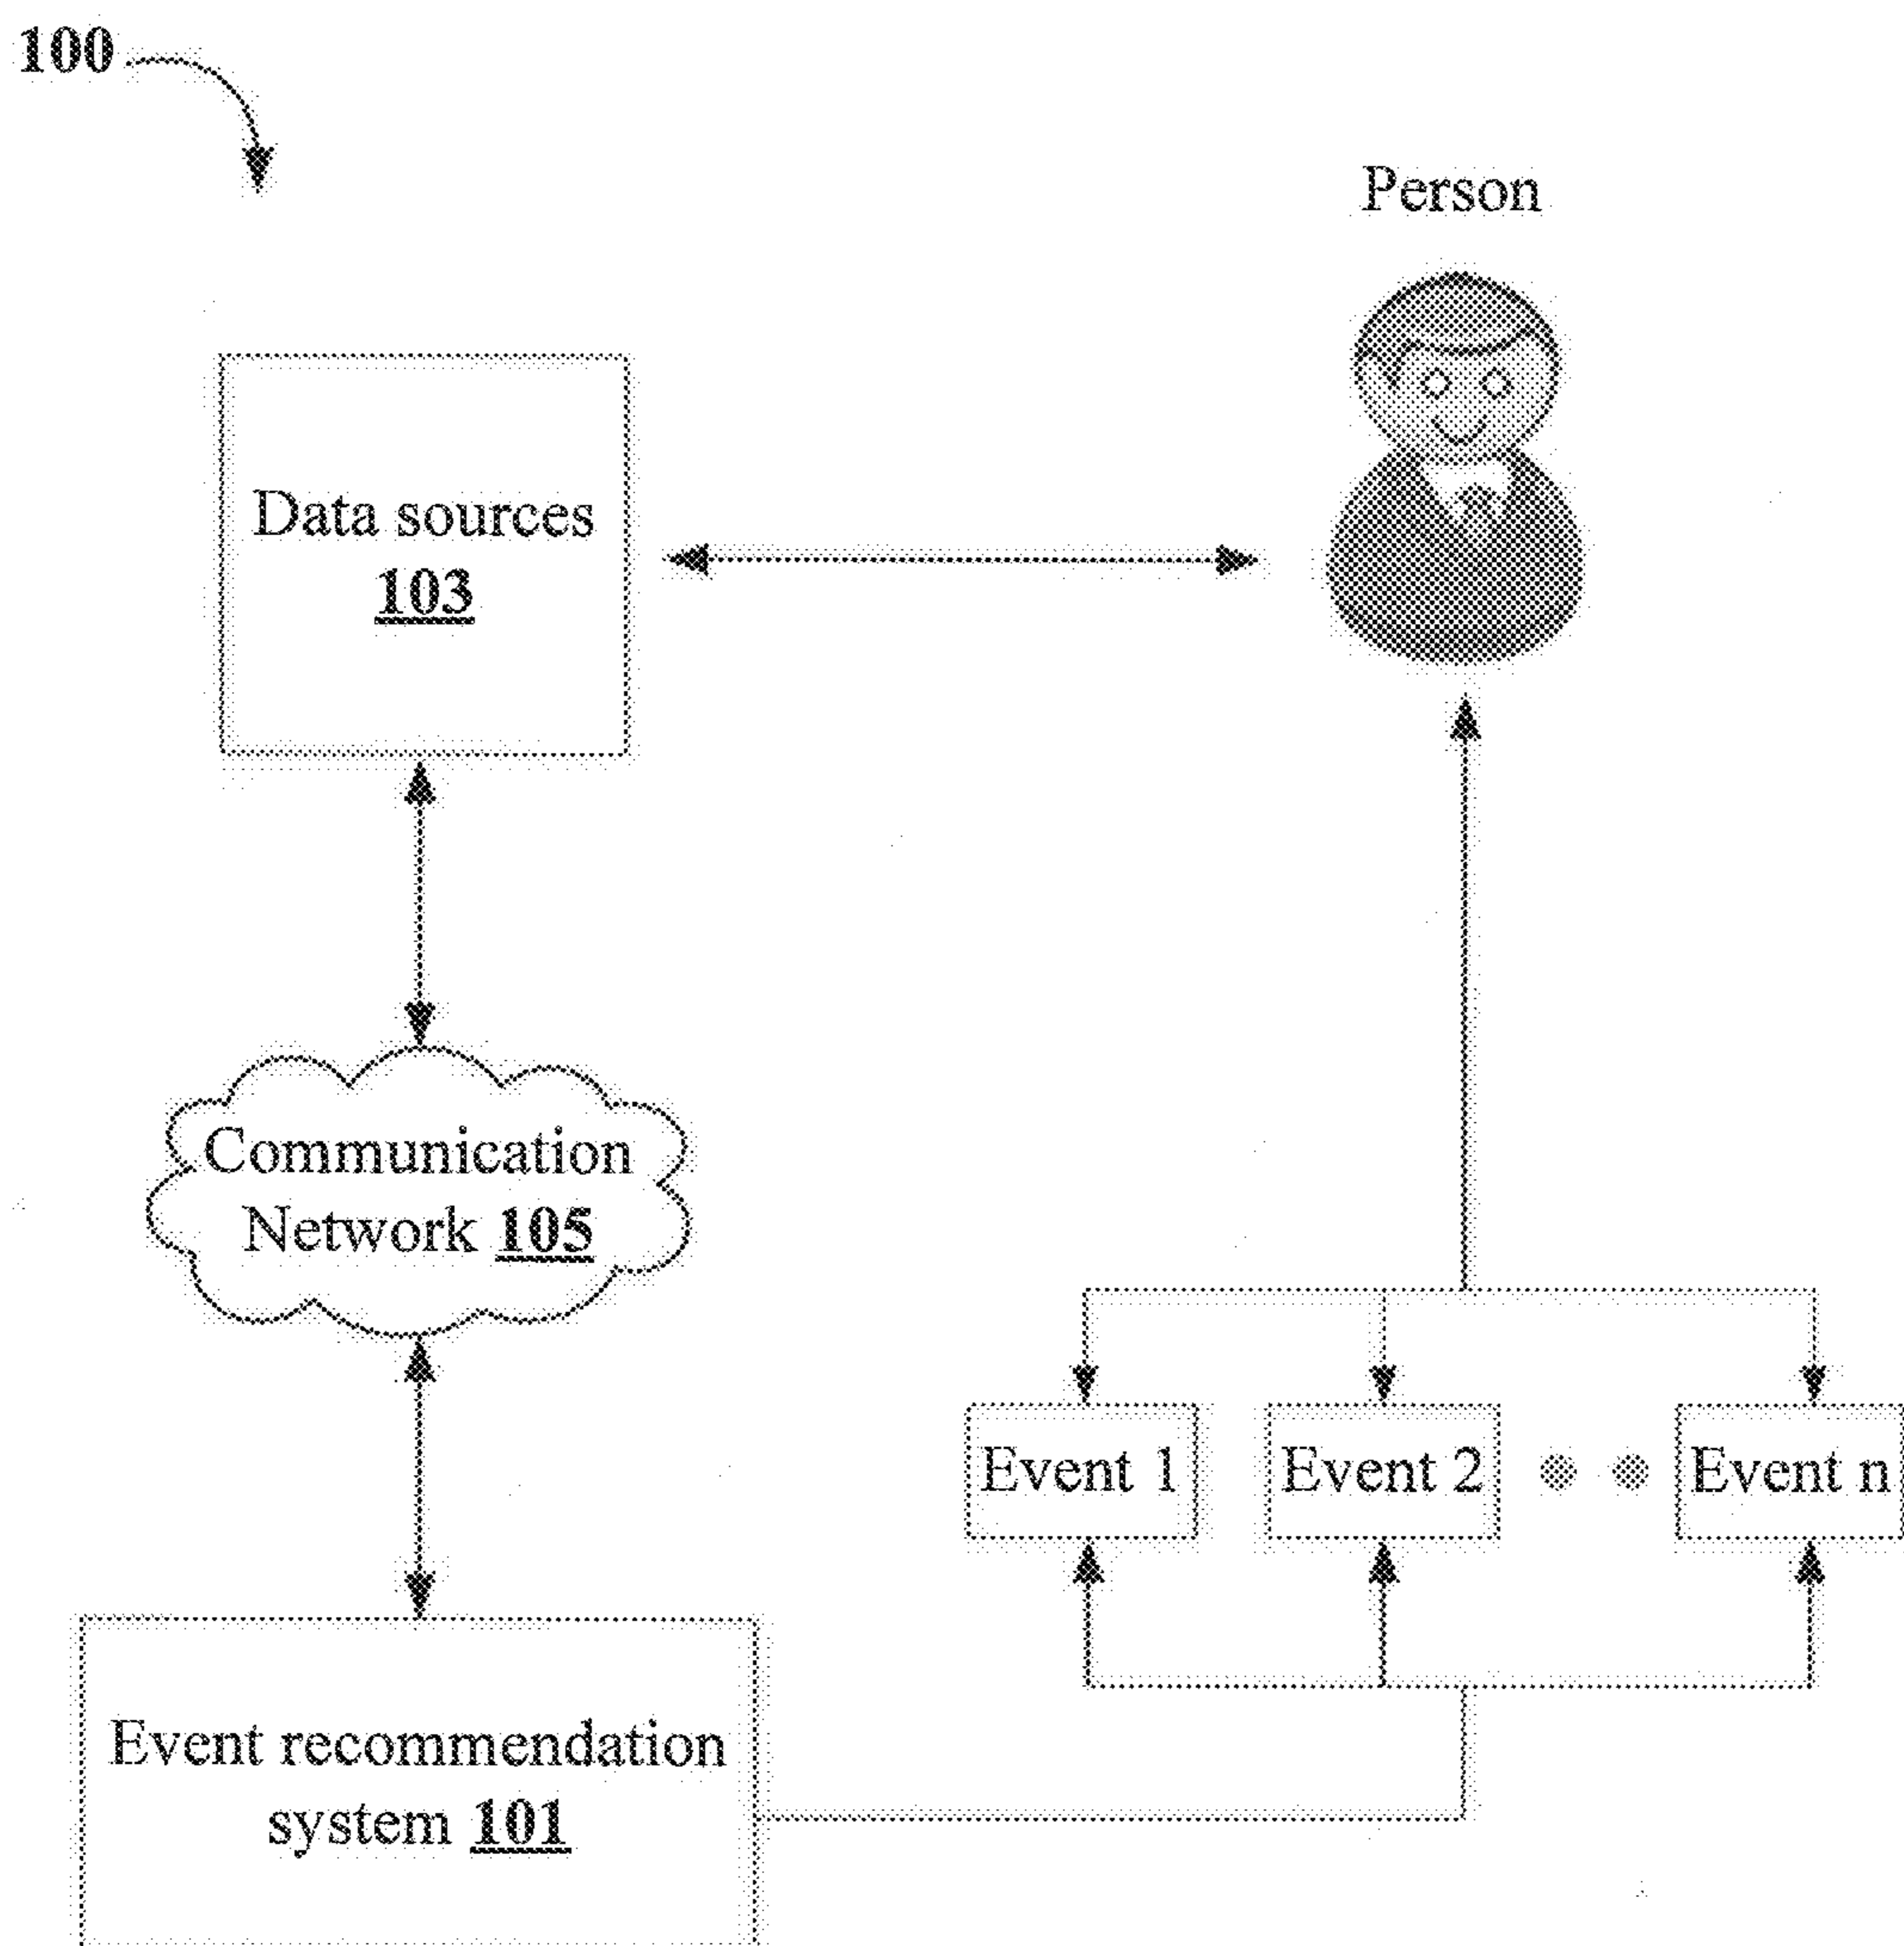 100
Person
Data sources
103
Communication
Network 105
Event 1
Event 2
Event n
Event recommendation
system 101